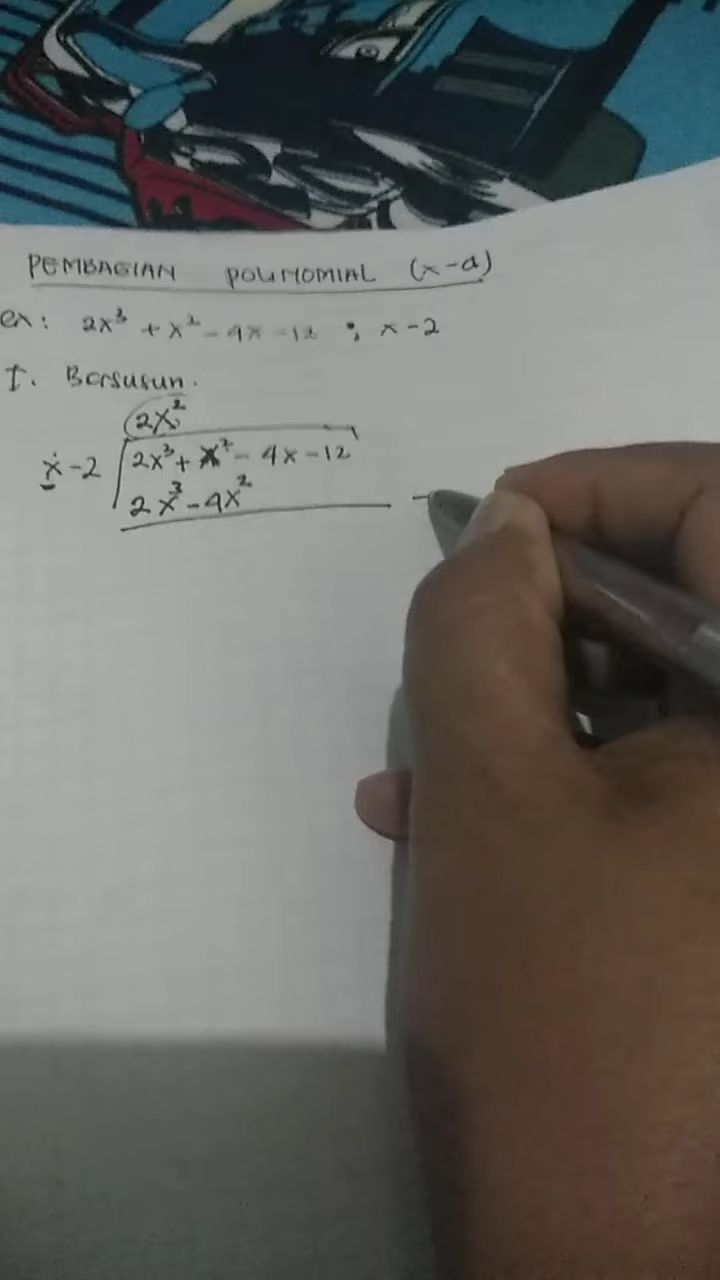 PEMBAGIAN POLINOMIAL (x-a)
ex: 2x³ + x² - 4x - 12 : x - 2
I. Bersusun.
2x²
x - 2 2x³ + x² - 4x - 12
2x³ - 4x² -